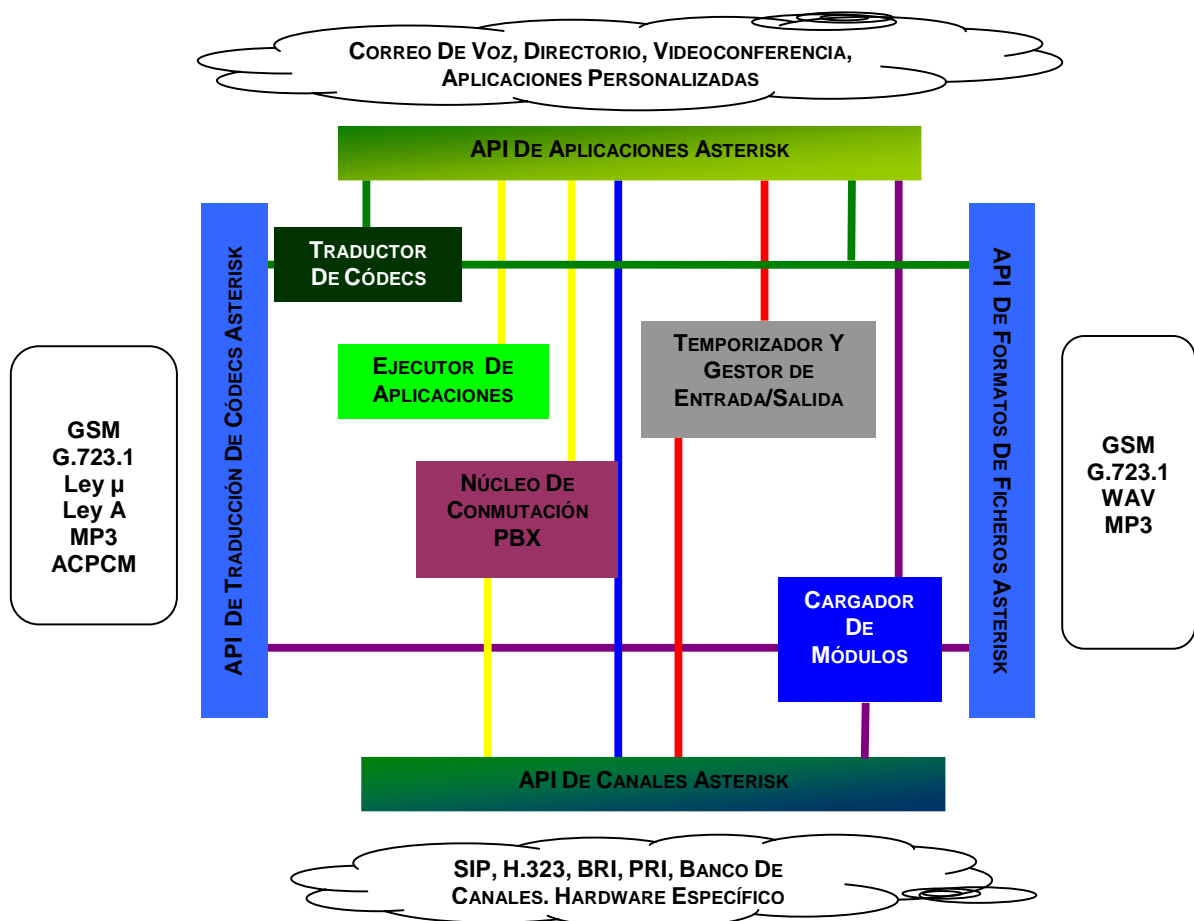 Correo De Voz, Directorio, Videoconferencia,
Aplicaciones Personalizadas
API De Aplicaciones Asterisk
Traductor
De Códecs
API De Traducción De Códecs Asterisk
API De Formatos De Ficheros Asterisk
Temporizador Y
Gestor de
Entrada/Salida
Ejecutor De
Aplicaciones
GSM
G.723.1
Ley µ
Ley A
MP3
ACPCM
GSM
G.723.1
WAV
MP3
Núcleo De
Conmutación
PBX
Cargador
De
Módulos
API De Canales Asterisk
SIP, H.323, BRI, PRI, Banco De
Canales. Hardware Específico